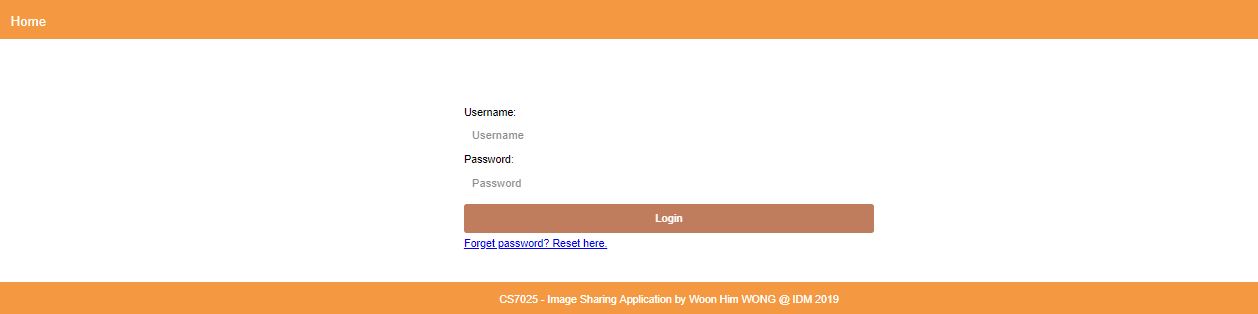 Home
Username:
Username
Password:
Password
Login
Forget password? Reset here.
CS7025 - Image Sharing Application by Woon Him WONG @ IDM 2019